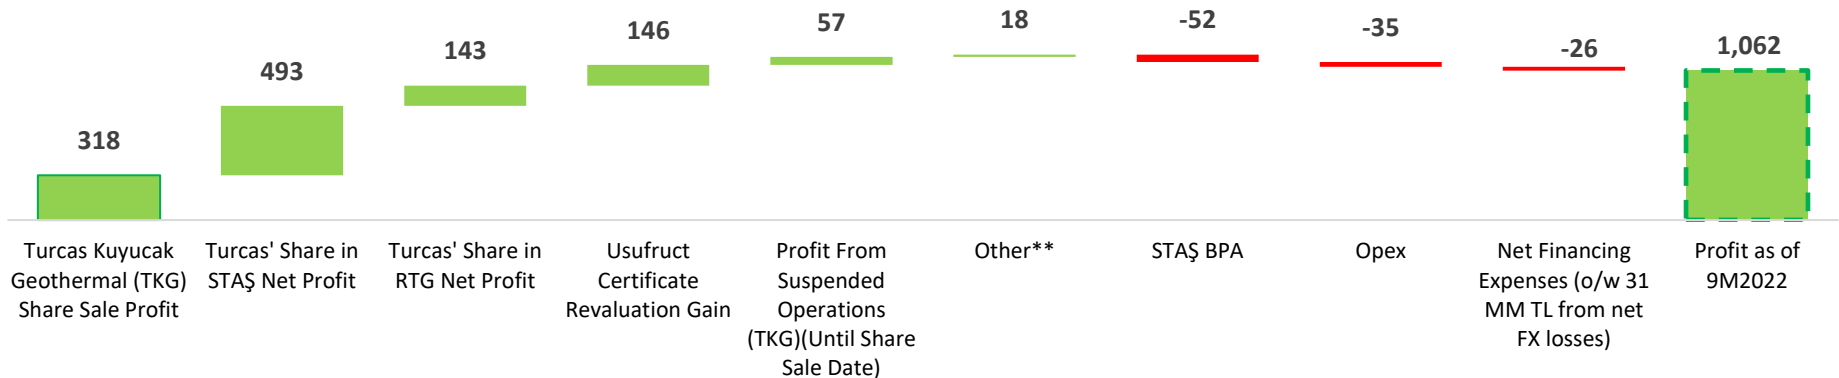 318
493
143
146
57
18
-52
-35
-26
1,062
Turcas Kuyucak
Geothermal (TKG)
Share Sale Profit
Turcas' Share in
STAŞ Net Profit
Turcas' Share in
RTG Net Profit
Usufruct
Certificate
Revaluation Gain
Profit From
Suspended
Operations
(TKG)(Until Share
Sale Date)
Other**
STAŞ BPA
Opex
Net Financing
Expenses (o/w 31
MM TL from net
FX losses)
Profit as of
9M2022